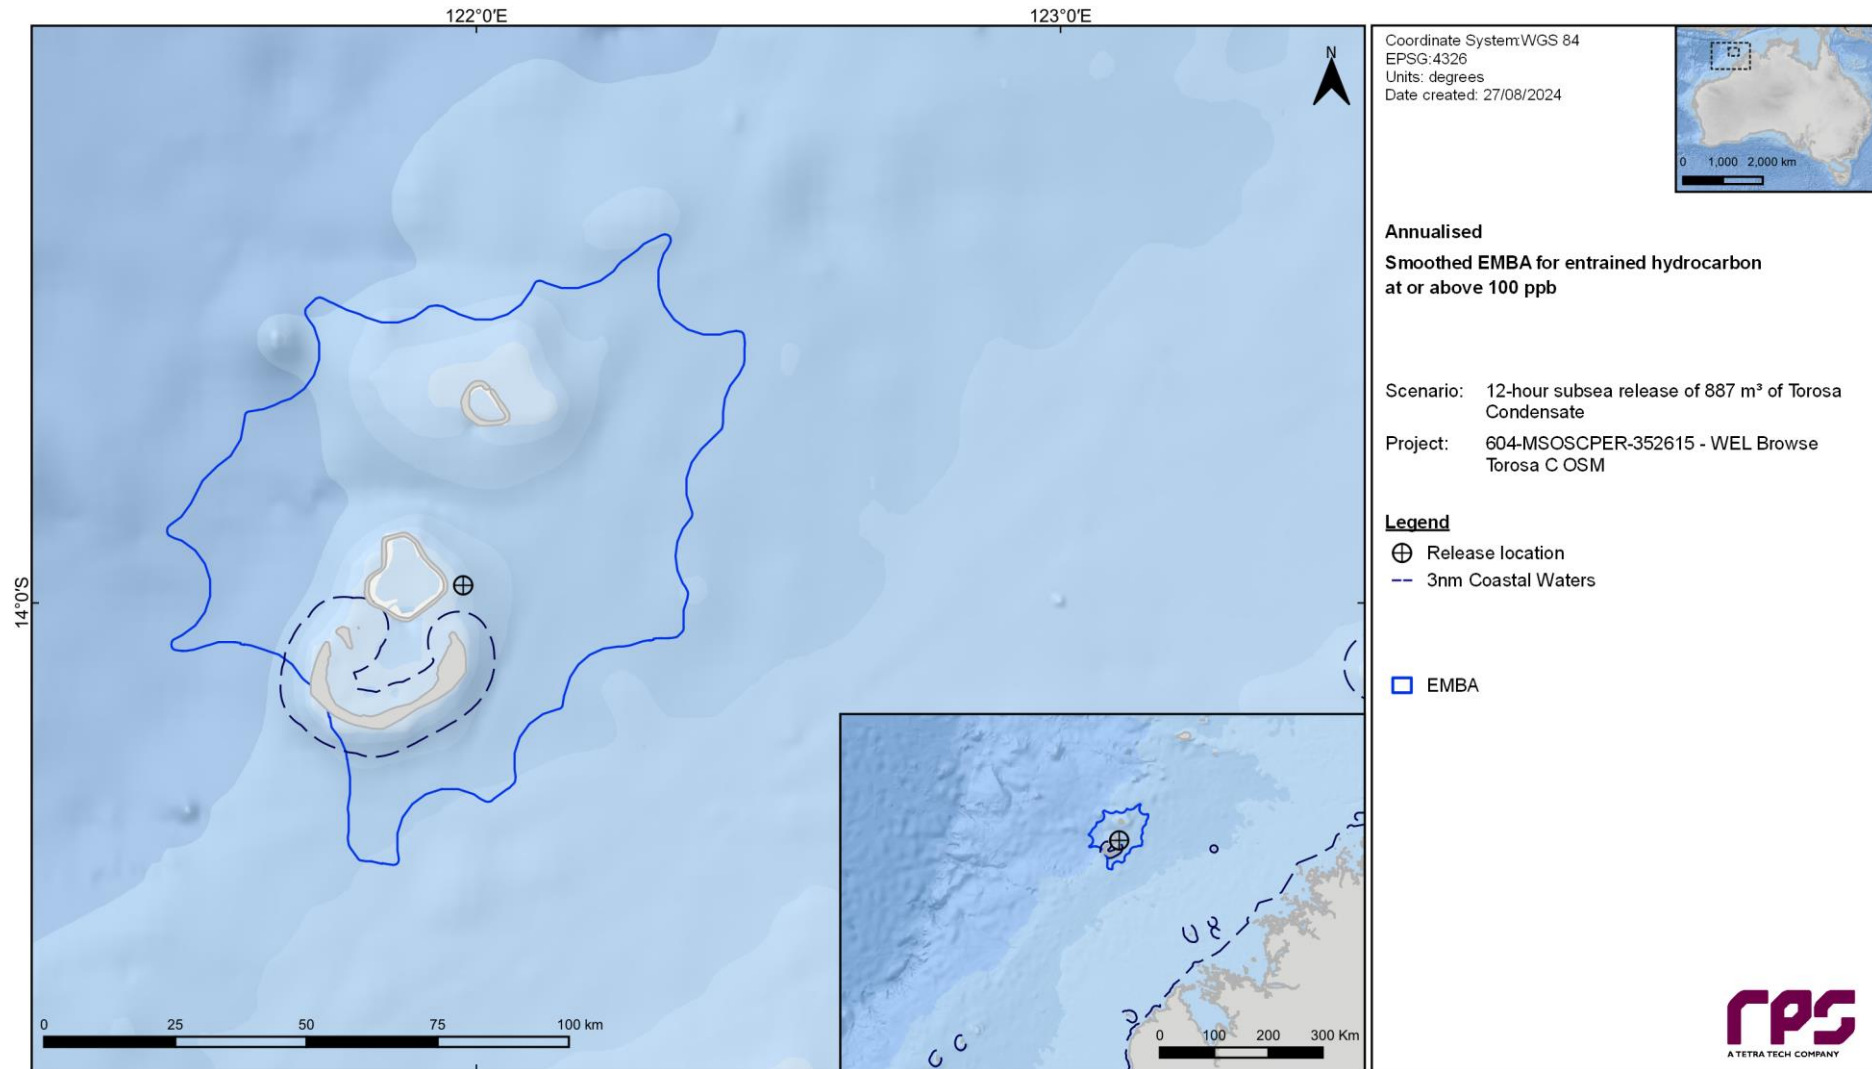 122°0'E
123°0'E
14°0'S
N
0 25 50 75 100 km
0 100 200 300 Km
Coordinate System:WGS 84
EPSG:4326
Units: degrees
Date created: 27/08/2024
0 1,000 2,000 km
Annualised
Smoothed EMBA for entrained hydrocarbon
at or above 100 ppb
Scenario: 12-hour subsea release of 887 m³ of Torosa
Condensate
Project: 604-MSOSCPER-352615 - WEL Browse
Torosa C OSM
Legend
Release location
3nm Coastal Waters
EMBA
rps
A TETRA TECH COMPANY